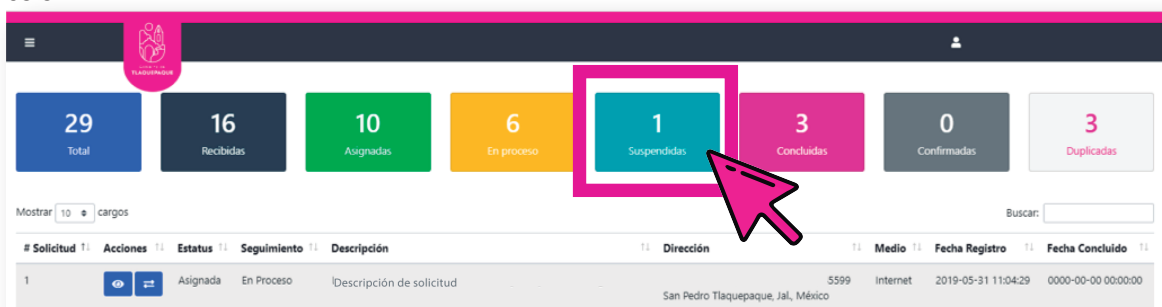 TLAQUEPAQUE
29
Total
16
Recibidas
10
Asignadas
6
En proceso
1
Suspendidas
3
Concluidas
0
Confirmadas
3
Duplicadas
Mostrar 10 cargos
Buscar:
# Solicitud Acciones Estatus Seguimiento Descripción Dirección Medio Fecha Registro Fecha Concluido
1 Asignada En Proceso Descripción de solicitud 5599 Internet 2019-05-31 11:04:29 0000-00-00 00:00:00
San Pedro Tlaquepaque, Jal., México